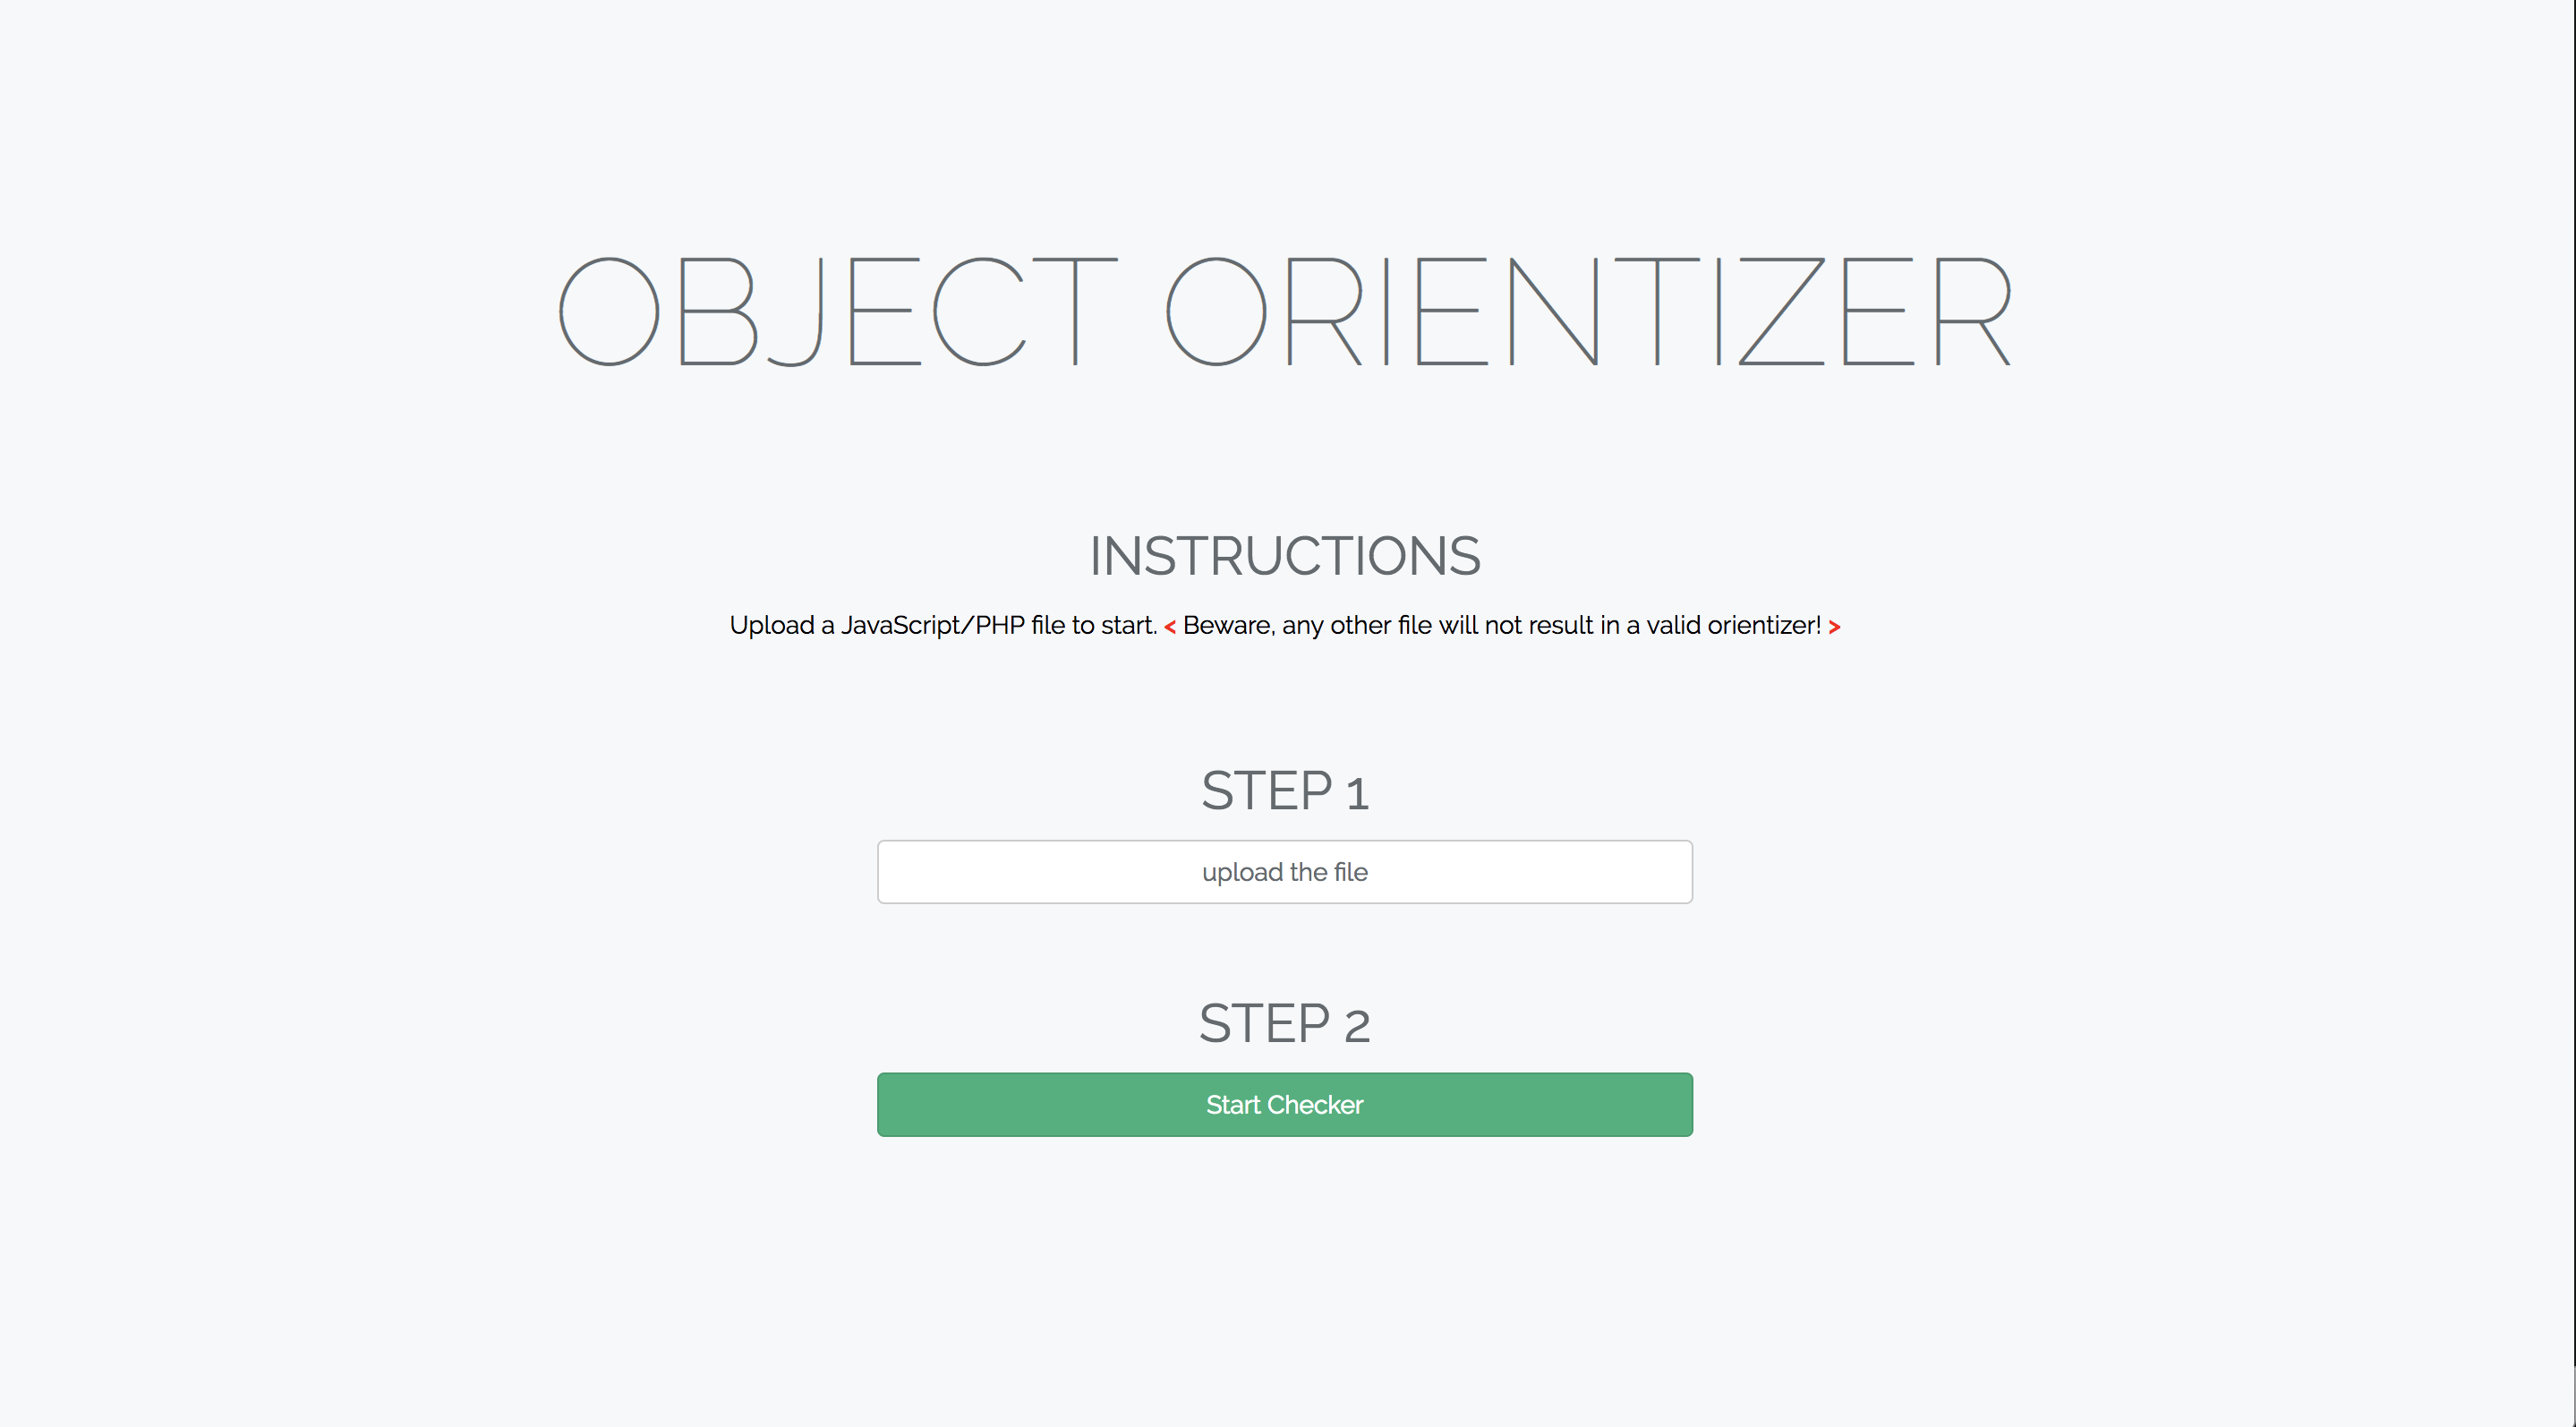 OBJECT ORIENTIZER
INSTRUCTIONS
Upload a JavaScript/PHP file to start. < Beware, any other file will not result in a valid orientizer! >
STEP 1
upload the file
STEP 2
Start Checker